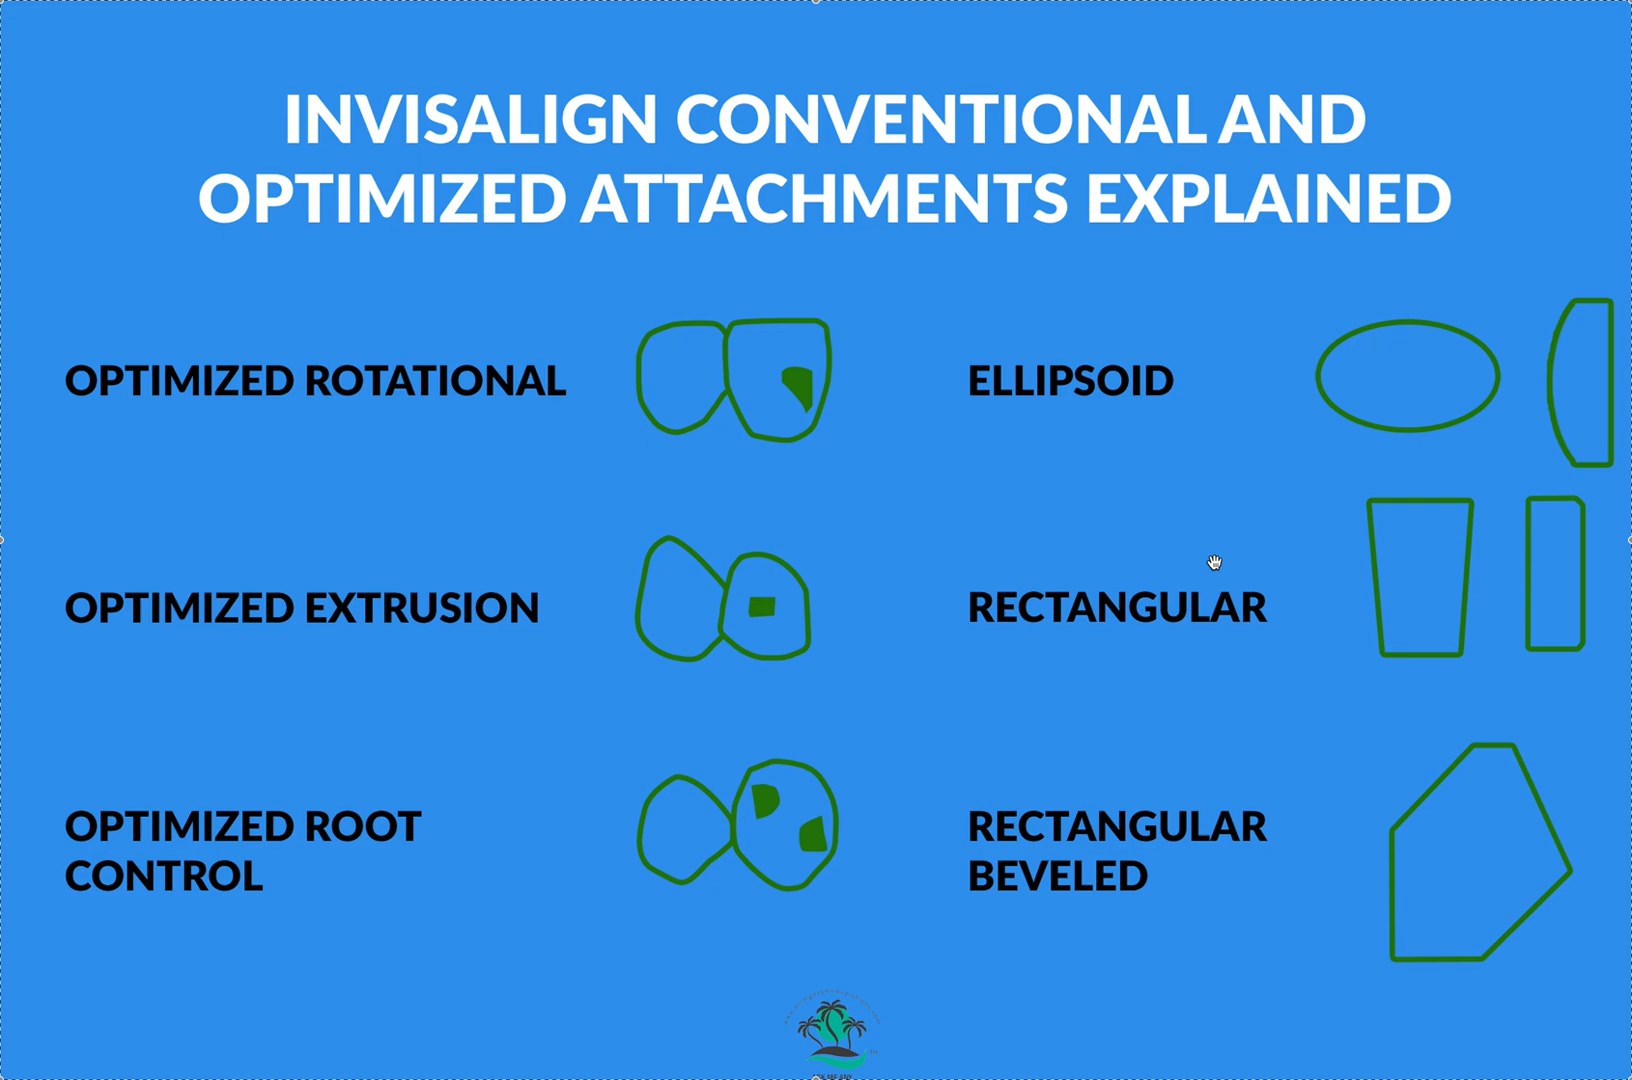 INVISALIGN CONVENTIONAL AND
OPTIMIZED ATTACHMENTS EXPLAINED
OPTIMIZED ROTATIONAL
ELLIPSOID
OPTIMIZED EXTRUSION
RECTANGULAR
OPTIMIZED ROOT
CONTROL
RECTANGULAR
BEVELED